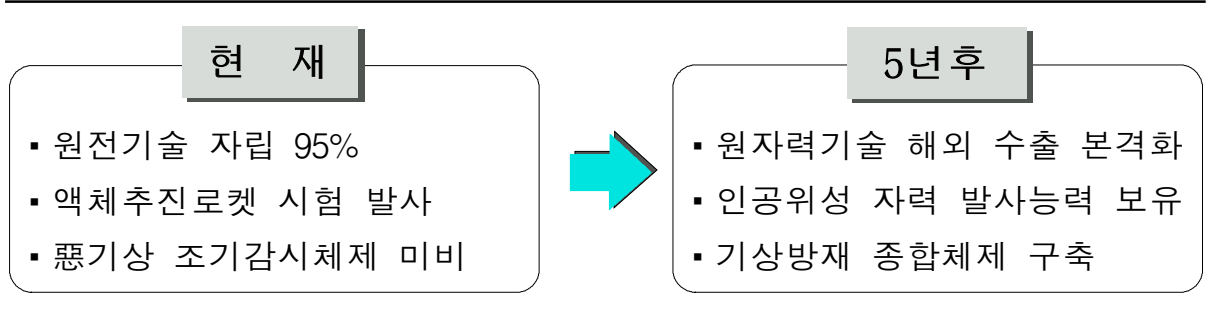 현 재
▪ 원전기술 자립 95%
▪ 액체추진로켓 시험 발사
▪ 惡기상 조기감시체제 미비
5년후
▪ 원자력기술 해외 수출 본격화
▪ 인공위성 자력 발사능력 보유
▪ 기상방재 종합체제 구축